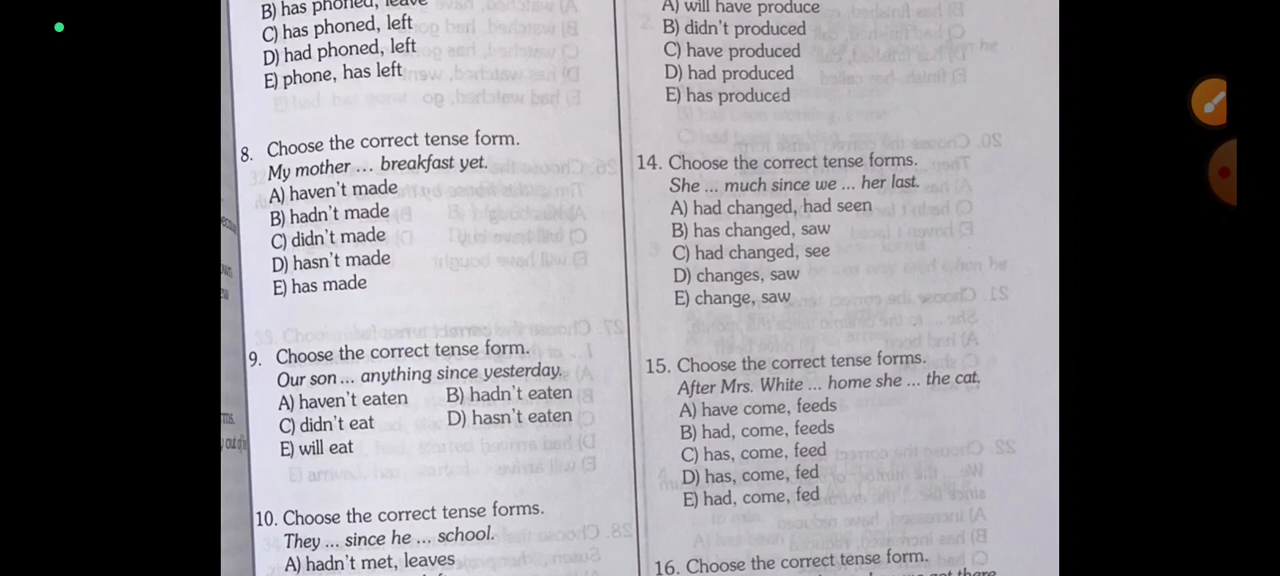 B) has phoned, leave
C) has phoned, left
D) had phoned, left
E) phone, has left
8. Choose the correct tense form.
My mother ... breakfast yet.
A) haven't made
B) hadn't made
C) didn't made
D) hasn't made
E) has made
9. Choose the correct tense form.
Our son ... anything since yesterday.
A) haven't eaten B) hadn't eaten
C) didn't eat D) hasn't eaten
E) will eat
10. Choose the correct tense forms.
They ... since he ... school.
A) hadn't met, leaves
A) will have produce
B) didn't produced
C) have produced
D) had produced
E) has produced
14. Choose the correct tense forms.
She ... much since we ... her last.
A) had changed, had seen
B) has changed, saw
C) had changed, see
D) changes, saw
E) change, saw
15. Choose the correct tense forms.
After Mrs. White ... home she ... the cat.
A) have come, feeds
B) had, come, feeds
C) has, come, feed
D) has, come, fed
E) had, come, fed
16. Choose the correct tense form.